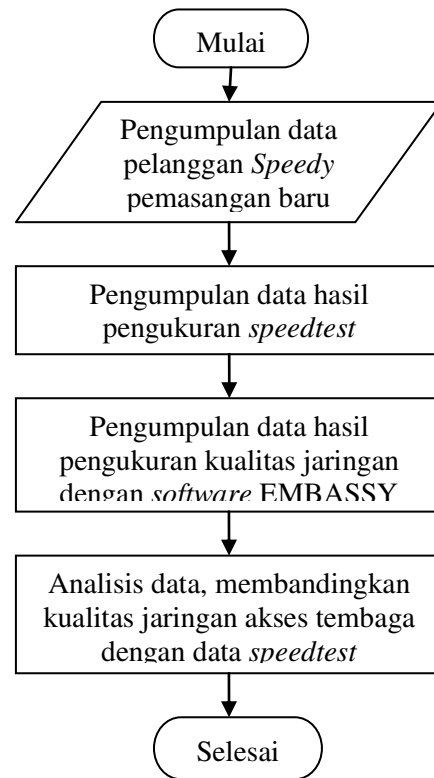 Mulai
Pengumpulan data
pelanggan Speedy
pemasangan baru
Pengumpulan data hasil
pengukuran speedtest
Pengumpulan data hasil
pengukuran kualitas jaringan
dengan software EMBASSY
Analisis data, membandingkan
kualitas jaringan akses tembaga
dengan data speedtest
Selesai